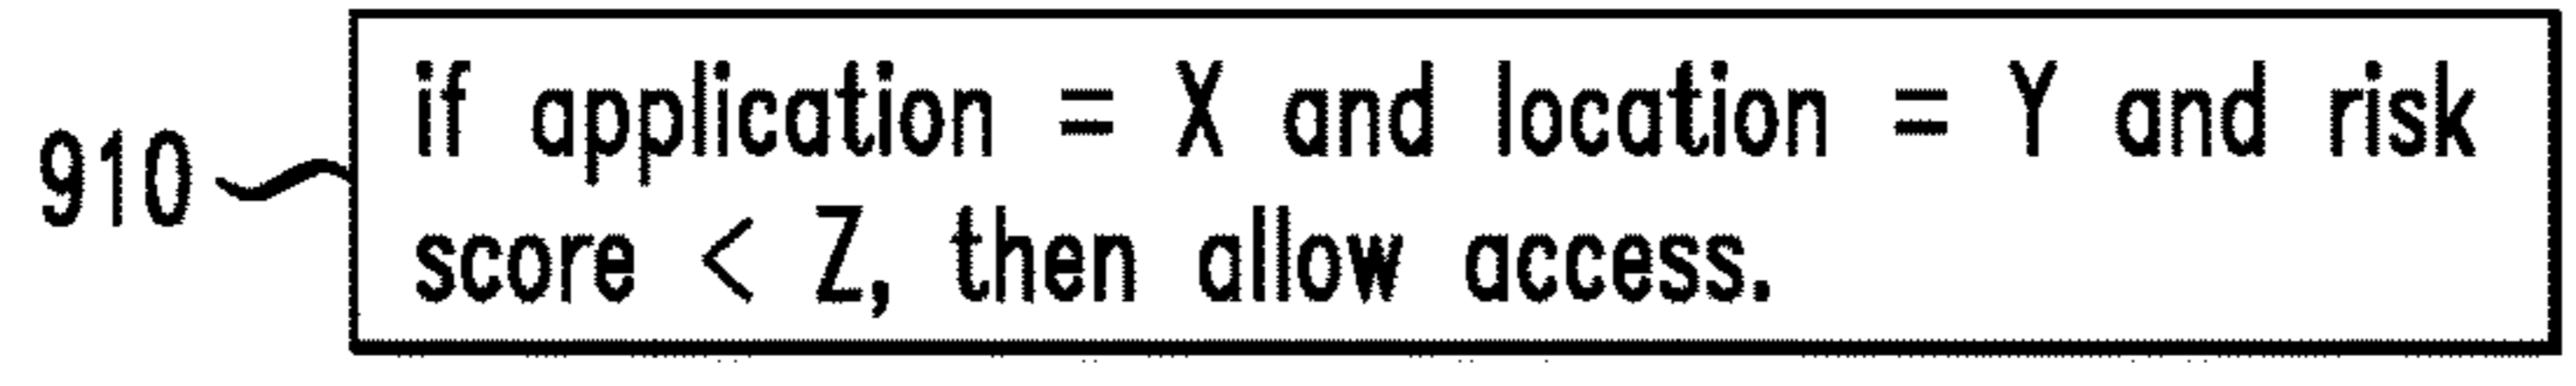 910
if application = X and location = Y and risk
score < Z, then allow access.